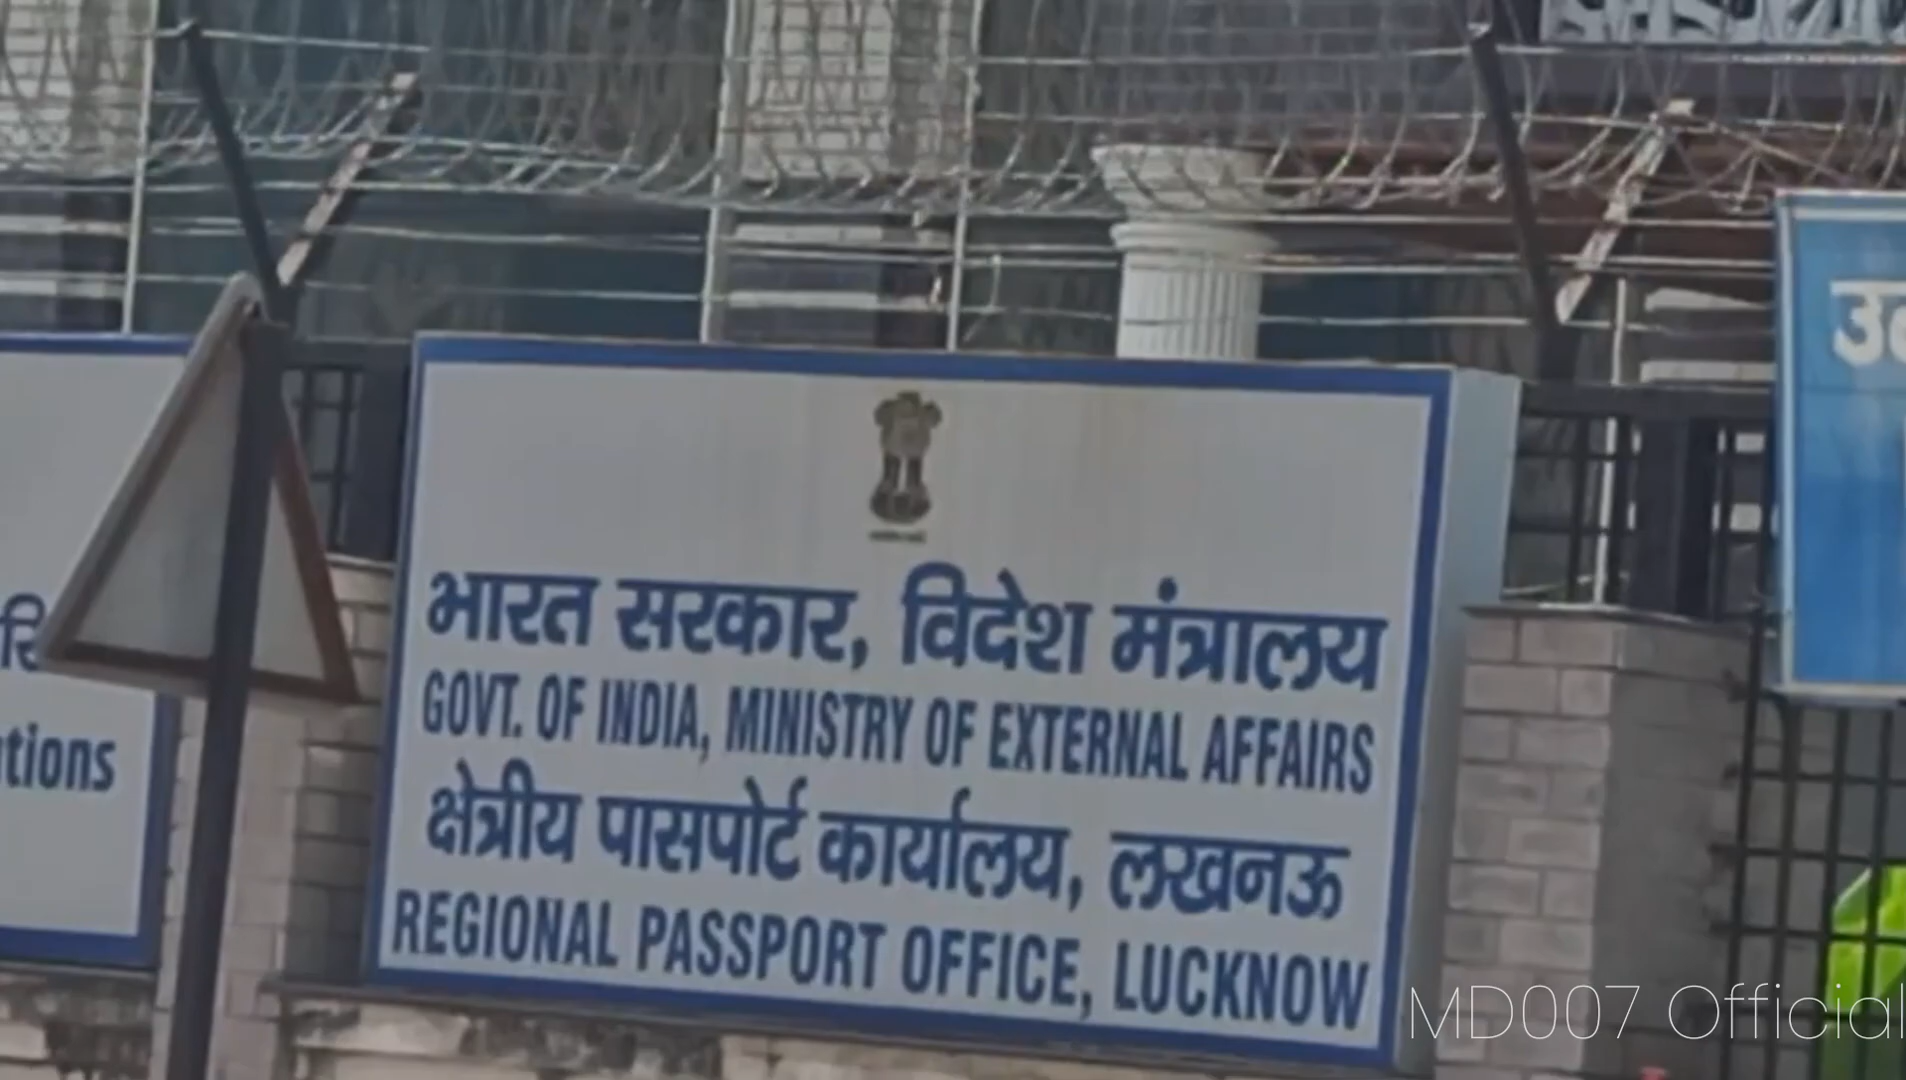 भारत सरकार, विदेश मंत्रालय
GOVT. OF INDIA, MINISTRY OF EXTERNAL AFFAIRS
क्षेत्रीय पासपोर्ट कार्यालय, लखनऊ
REGIONAL PASSPORT OFFICE, LUCKNOW
MD007 Official